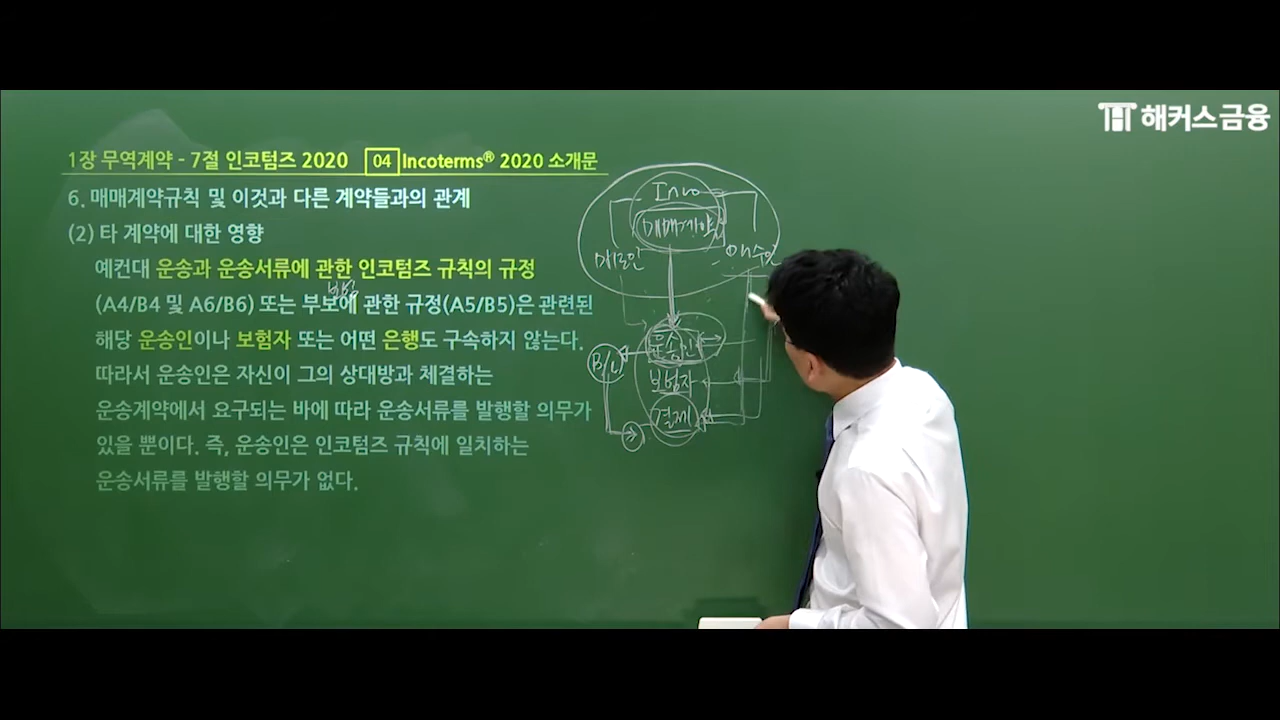 해커스금융
1장 무역계약 - 7절 인코텀즈 2020 04 Incoterms® 2020 소개문
6. 매매계약규칙 및 이것과 다른 계약들과의 관계
(2) 타 계약에 대한 영향
예컨대 운송과 운송서류에 관한 인코텀즈 규칙의 규정
보험
(A4/B4 및 A6/B6) 또는 부보에 관한 규정(A5/B5)은 관련된
해당 운송인이나 보험자 또는 어떤 은행도 구속하지 않는다.
따라서 운송인은 자신이 그의 상대방과 체결하는
운송계약에서 요구되는 바에 따라 운송서류를 발행할 의무가
있을 뿐이다. 즉, 운송인은 인코텀즈 규칙에 일치하는
운송서류를 발행할 의무가 없다.
Inco
매매계약
매도인
매수인
운송인
B/L
보험자
결제